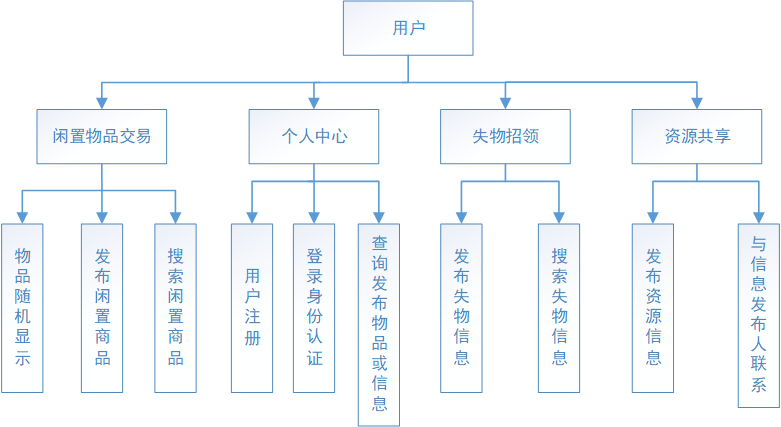 用户
闲置物品交易
个人中心
失物招领
资源共享
物品随机显示
发布闲置商品
搜索闲置商品
用户注册
登录身份认证
查询发布物品或信息
发布失物信息
搜索失物信息
发布资源信息
与信息发布人联系